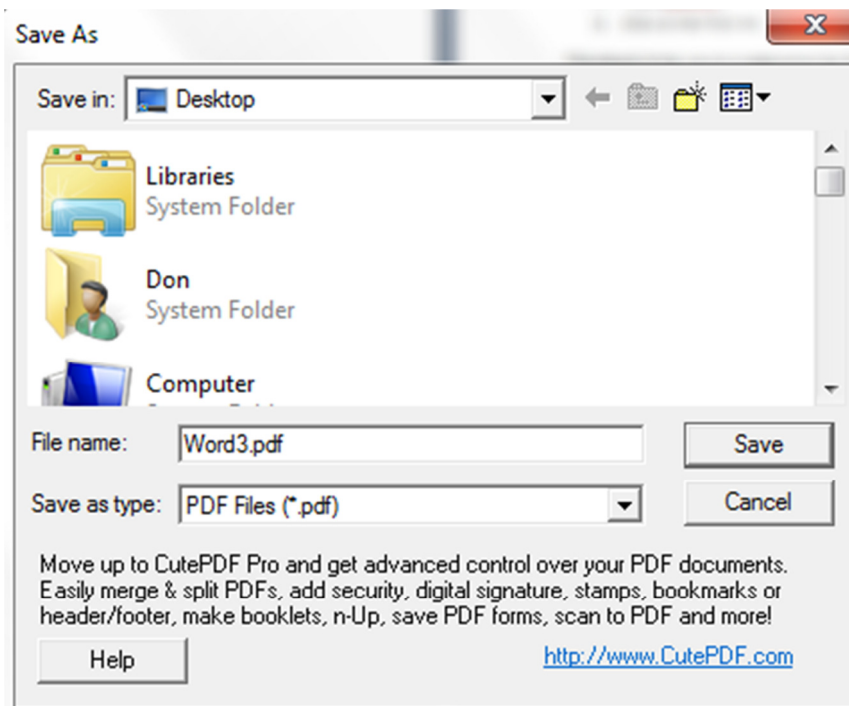 Save As
Save in: Desktop
Libraries
System Folder
Don
System Folder
Computer
File name: Word3.pdf
Save
Save as type: PDF Files (*.pdf)
Cancel
Move up to CutePDF Pro and get advanced control over your PDF documents.
Easily merge & split PDFs, add security, digital signature, stamps, bookmarks or
header/footer, make booklets, n-Up, save PDF forms, scan to PDF and more!
Help
http://www.CutePDF.com